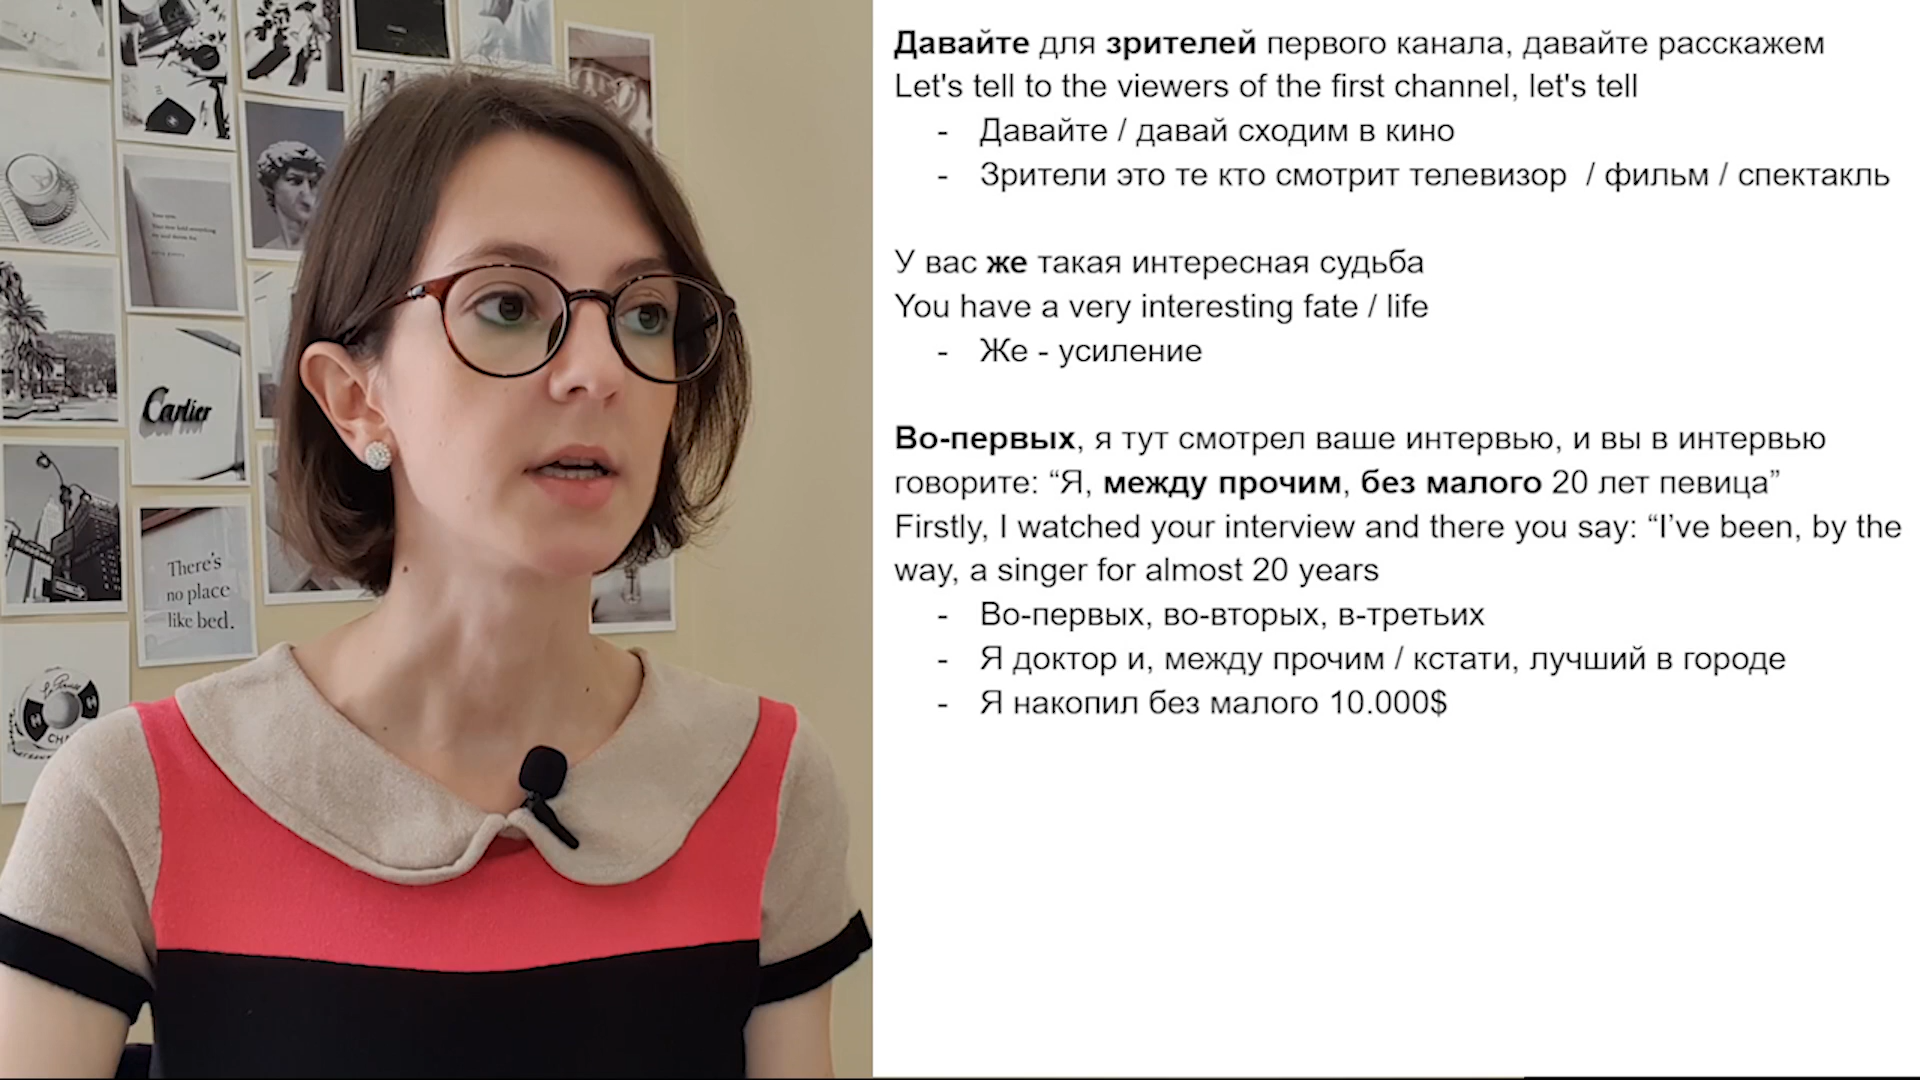 Давайте для зрителей первого канала, давайте расскажем
Let's tell to the viewers of the first channel, let's tell
- Давайте / давай сходим в кино
- Зрители это те кто смотрит телевизор / фильм / спектакль
У вас же такая интересная судьба
You have a very interesting fate / life
- Же - усиление
Во-первых, я тут смотрел ваше интервью, и вы в интервью
говорите: “Я, между прочим, без малого 20 лет певица”
Firstly, I watched your interview and there you say: “I’ve been, by the
way, a singer for almost 20 years
- Во-первых, во-вторых, в-третьих
- Я доктор и, между прочим / кстати, лучший в городе
- Я накопил без малого 10.000$
Cartier
There's
no place
like bed.